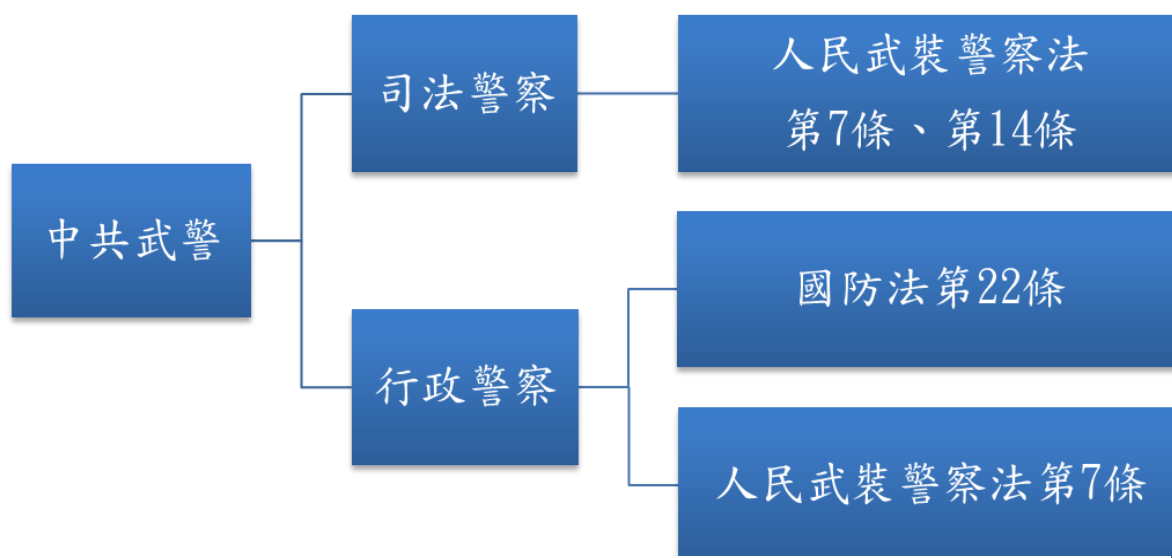 中共武警
司法警察
人民武裝警察法
第7條、第14條
行政警察
國防法第22條
人民武裝警察法第7條